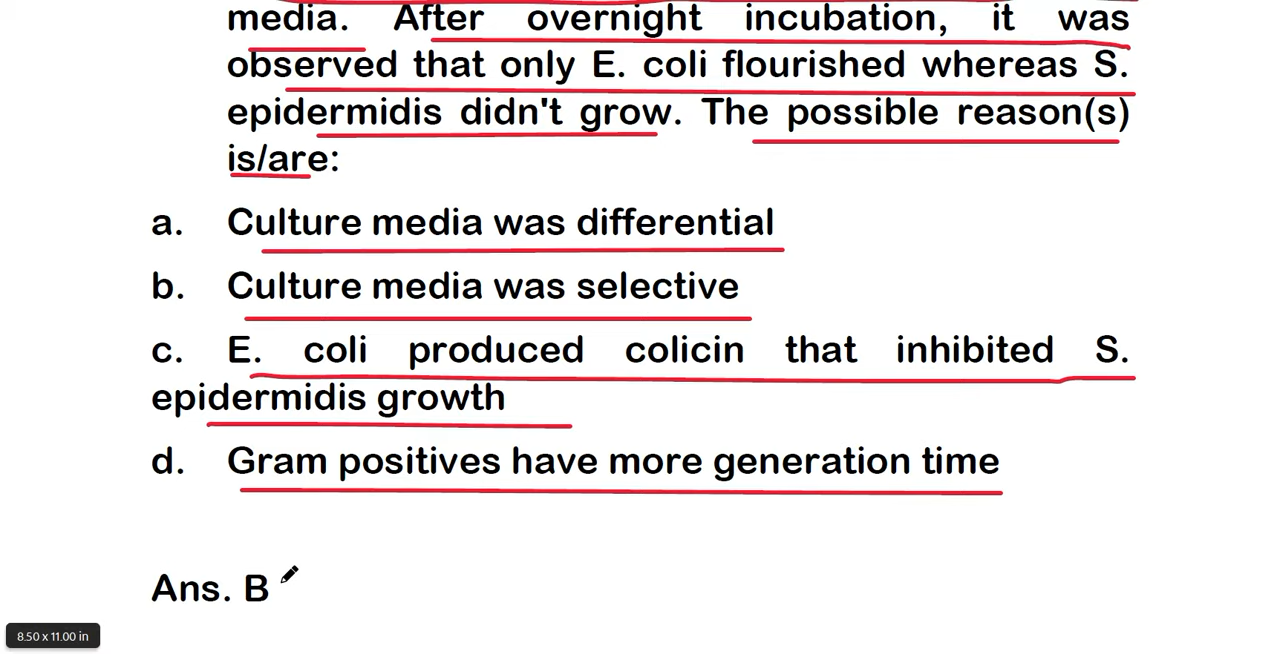 media. After overnight incubation, it was
observed that only E. coli flourished whereas S.
epidermidis didn't grow. The possible reason(s)
is/are:
a. Culture media was differential
b. Culture media was selective
c. E. coli produced colicin that inhibited S.
epidermidis growth
d. Gram positives have more generation time
Ans. B
8.50 x 11.00 in